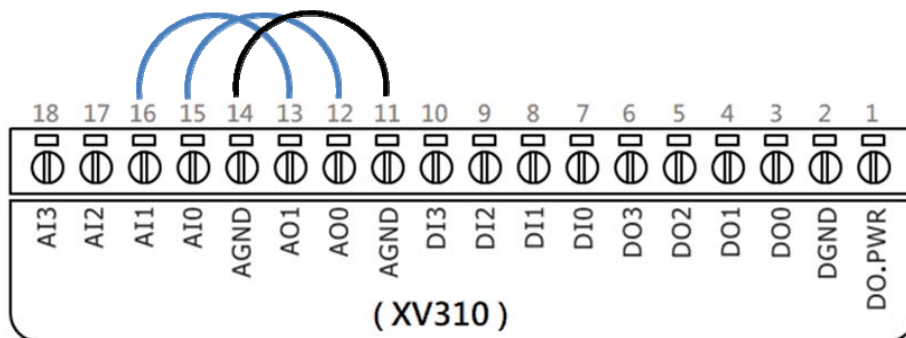 18 17 16 15 14 13 12 11 10 9 8 7 6 5 4 3 2 1
AI3 AI2 AI1 AI0 AGND AO1 AO0 AGND DI3 DI2 DI1 DI0 DO3 DO2 DO1 DO0 DGND DO.PWR
( XV310 )